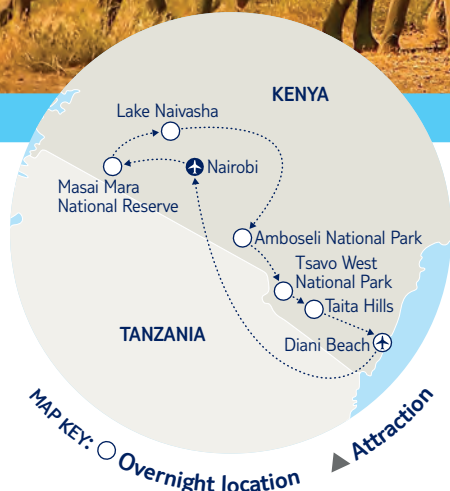 KENYA
Lake Naivasha
Nairobi
Masai Mara
National Reserve
Amboseli National Park
Tsavo West
National Park
Taita Hills
TANZANIA
Diani Beach
MAP KEY: Overnight location Attraction